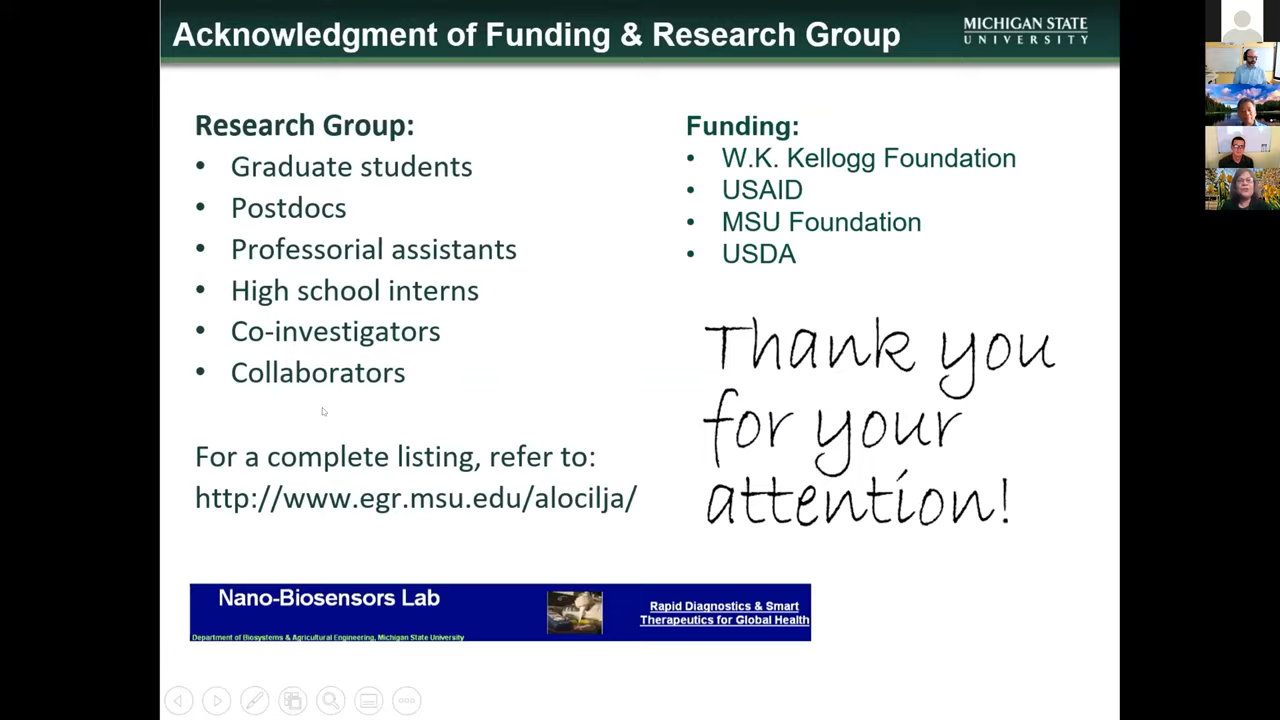 Acknowledgment of Funding & Research Group
MICHIGAN STATE
UNIVERSITY
Research Group:
• Graduate students
• Postdocs
• Professorial assistants
• High school interns
• Co-investigators
• Collaborators
For a complete listing, refer to:
http://www.egr.msu.edu/alocilja/
Funding:
• W.K. Kellogg Foundation
• USAID
• MSU Foundation
• USDA
Thank you
for your
attention!
Nano-Biosensors Lab
Department of Biosystems & Agricultural Engineering, Michigan State University
Rapid Diagnostics & Smart
Therapeutics for Global Health